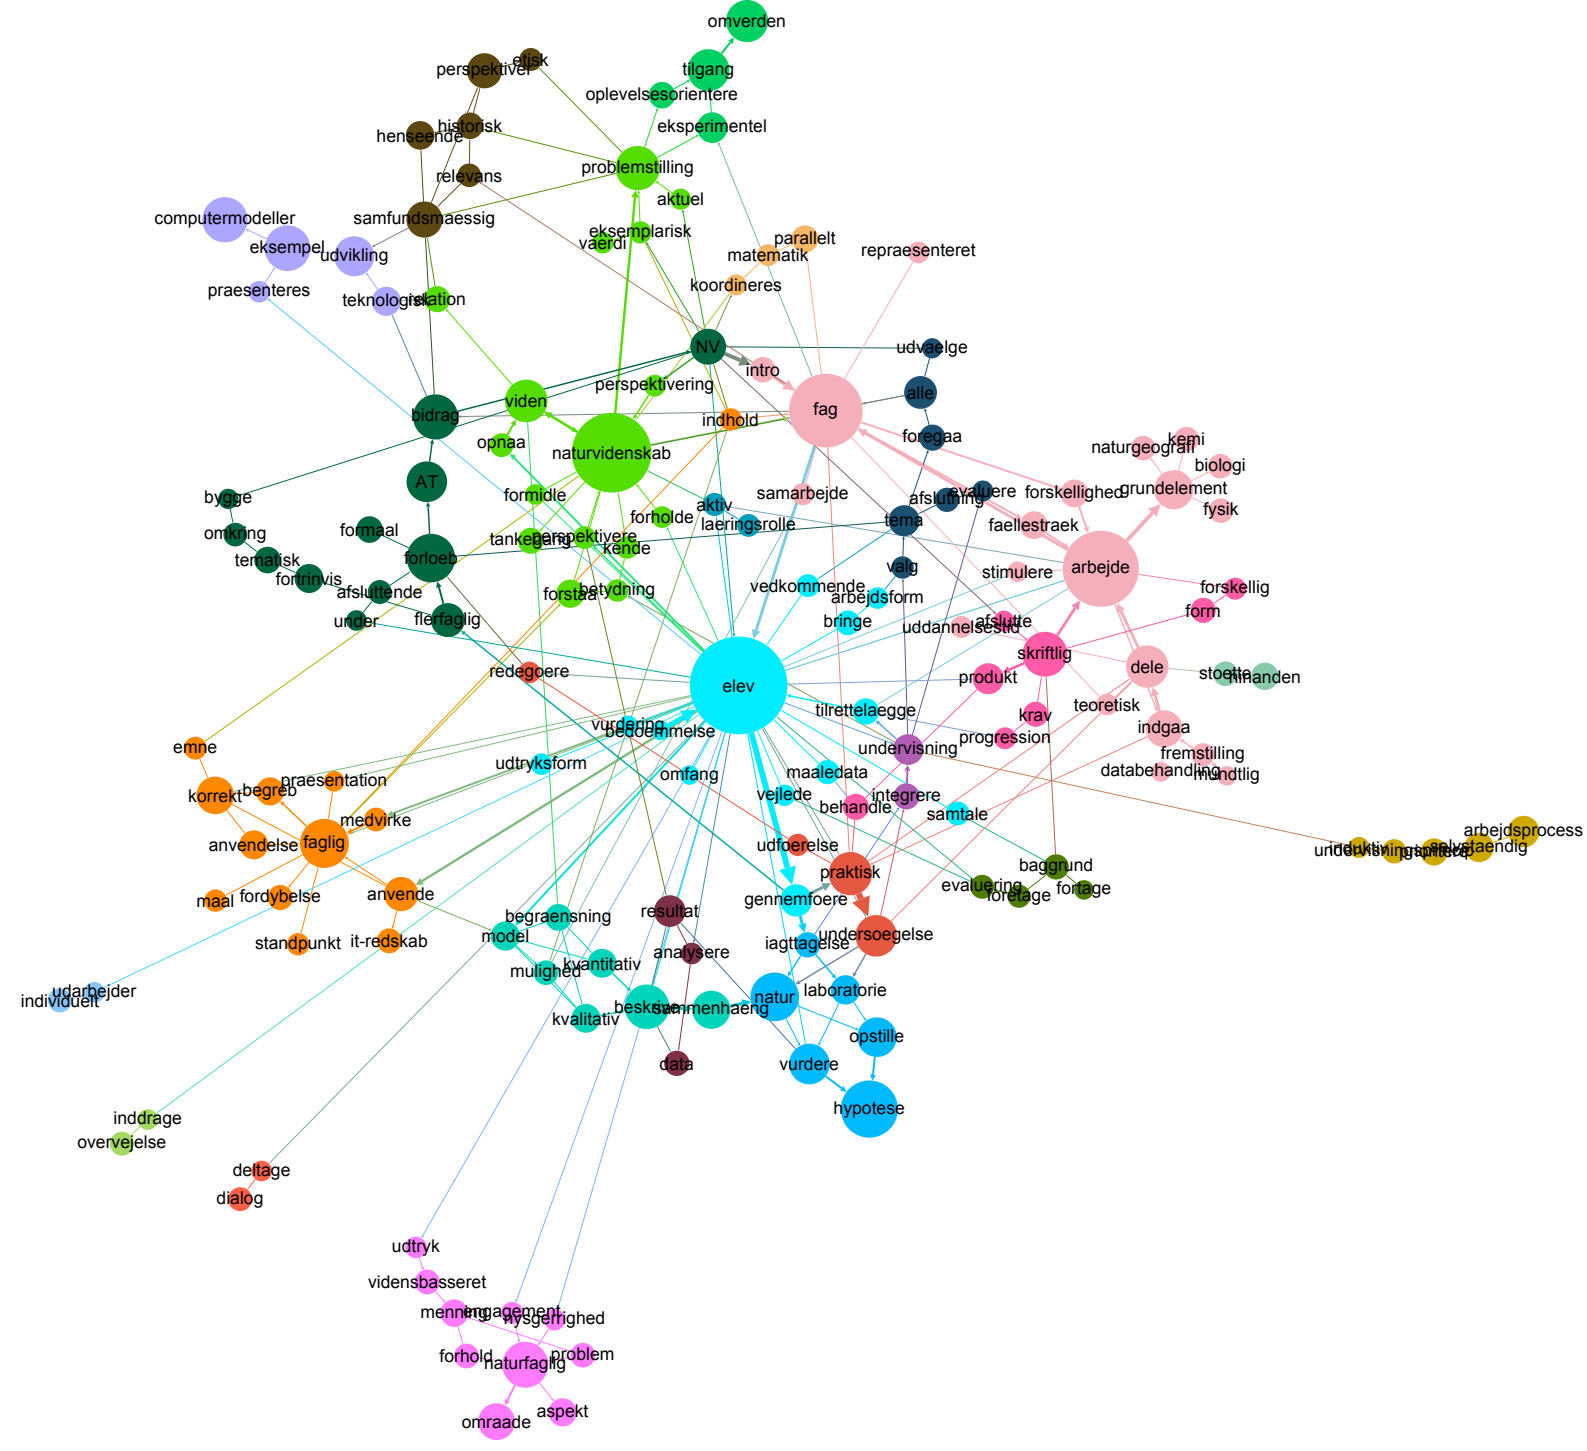 omverden
perspektiver
etisk
tilgang
oplevelsesorientere
historisk
henseende
eksperimentel
problemstilling
relevans
aktuel
computermodeller
samfundsmaessig
eksemplarisk
vaerdi
parallelt
eksempel
udvikling
matematik
repraesenteret
praesenteres
teknologisk
relation
koordineres
NV
udvaelge
intro
perspektivering
alle
viden
bidrag
indhold
fag
foregaa
opnaa
naturvidenskab
naturgeografi
kemi
biologi
AT
formidle
samarbejde
afslutning
evaluere
forskellighed
grundelement
bygge
aktiv
fysik
omkring
formaal
forholde
laeringsrolle
tema
faellestraek
tankegang
perspektivere
kende
tematisk
forloeb
fortrinvis
valg
stimulere
arbejde
afsluttende
forstaa
betydning
vedkommende
arbejdsform
forskellig
form
under
flerfaglig
bringe
uddannelsestid
afslutte
redegoere
elev
produkt
skriftlig
dele
stoette
hinanden
tilrettelaegge
teoretisk
krav
indgaa
vurdering
bedoemmelse
progression
emne
undervisning
fremstilling
udtryksform
omfang
maaledata
databehandling
mundtlig
korrekt
begreb
praesentation
vejlede
behandle
integrere
samtale
medvirke
anvendelse
faglig
udfoerelse
arbejdsprocess
selvstaendig
induktiv
praktisk
baggrund
maal
fordybelse
anvende
gennemfoere
evaluering
foretage
fortage
begraensning
resultat
standpunkt
it-redskab
model
undersoegelse
iagttagelse
analysere
kvantitativ
mulighed
udarbejder
individuelt
natur
laboratorie
beskrive
sammenhaeng
kvalitativ
opstille
data
vurdere
hypotese
inddrage
overvejelse
deltage
dialog
udtryk
vidensbasseret
menning
engagement
nysgerrighed
forhold
naturfaglig
problem
omraade
aspekt